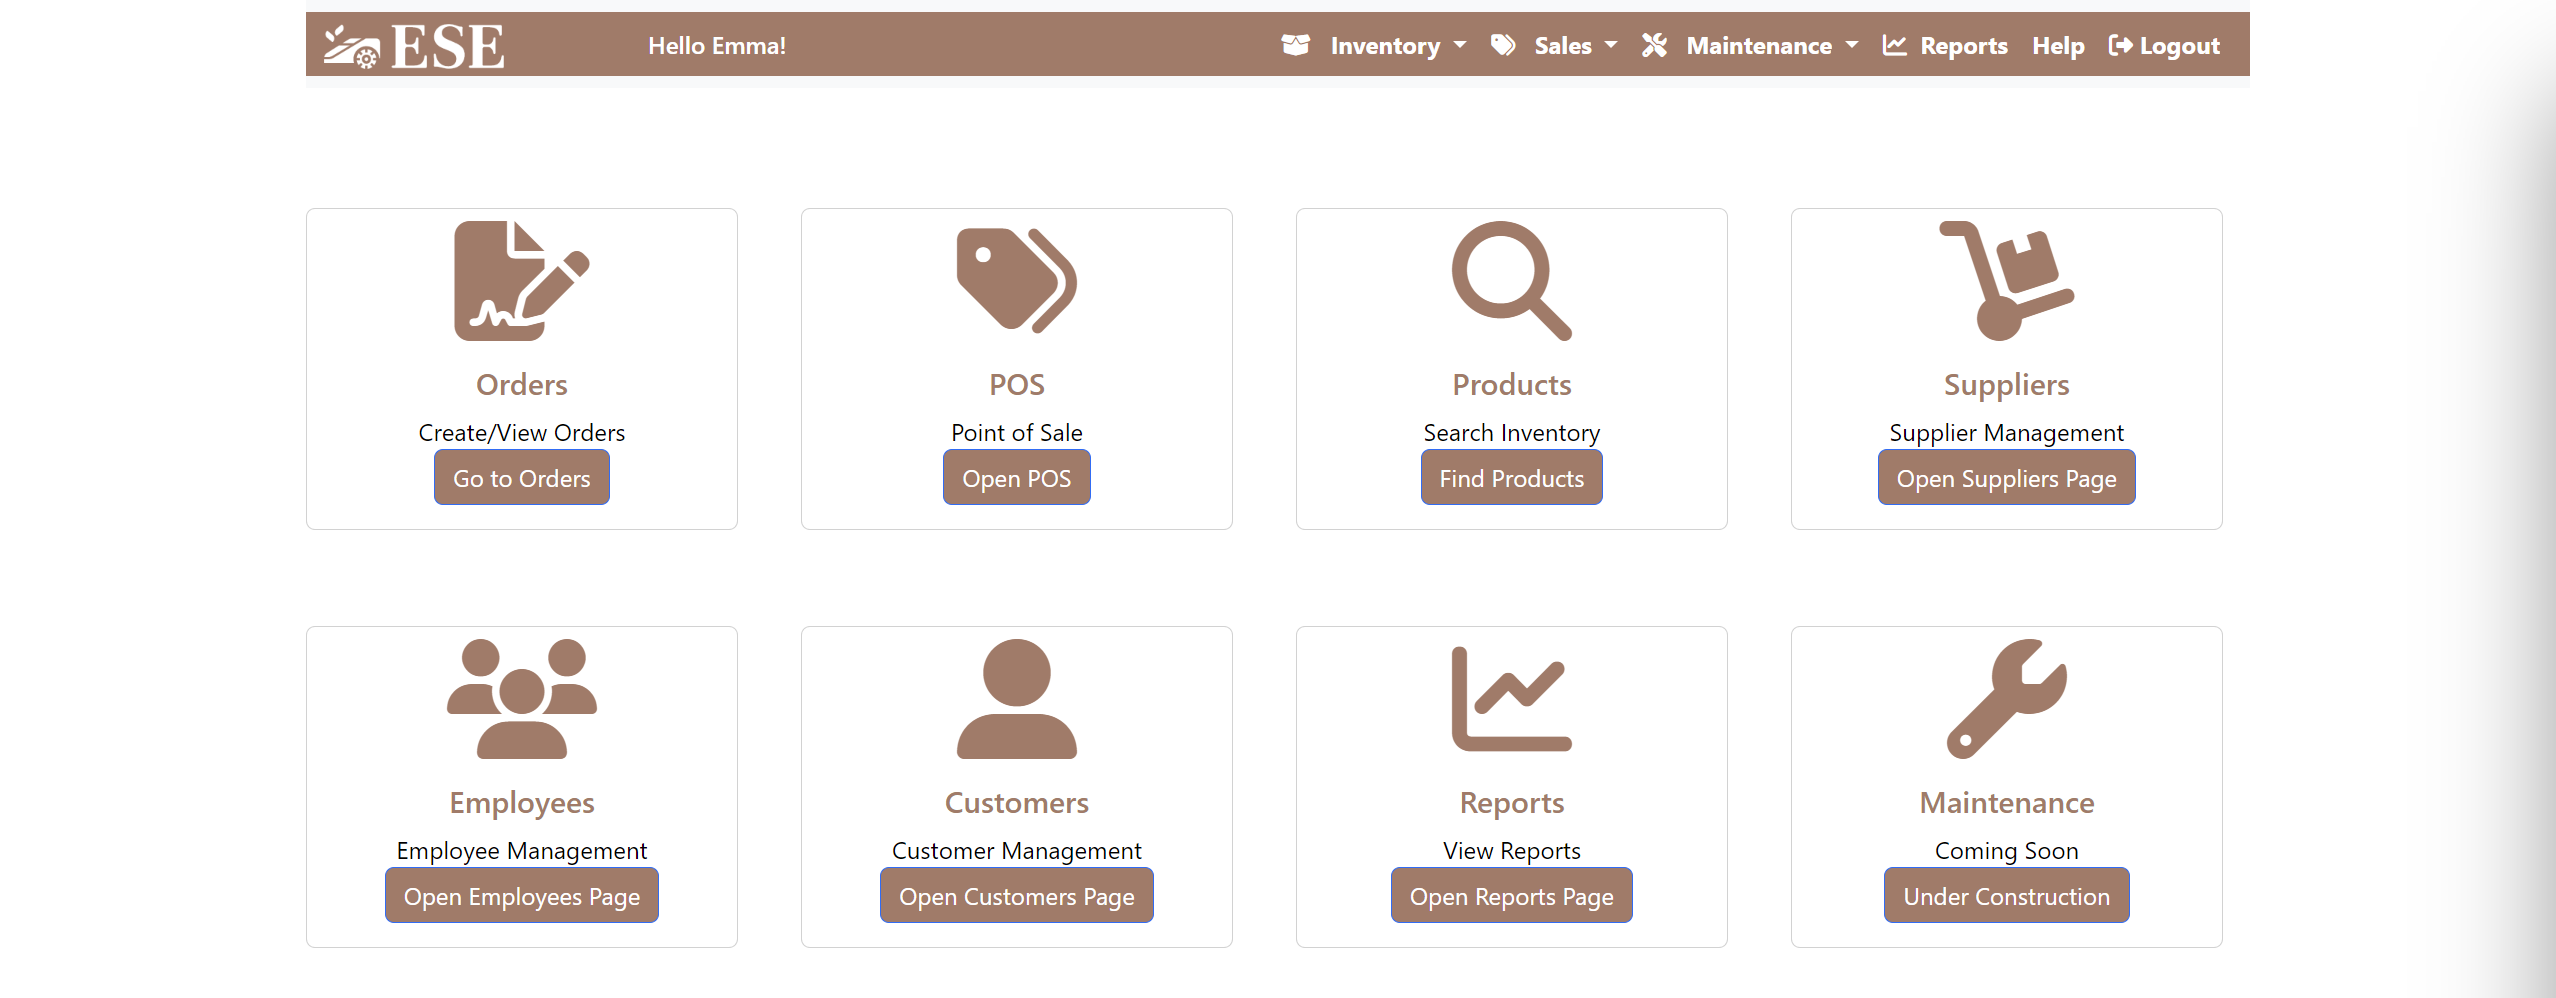 ESE Hello Emma! Inventory Sales Maintenance Reports Help Logout
Orders POS Products Suppliers
Create/View Orders Point of Sale Search Inventory Supplier Management
Go to Orders Open POS Find Products Open Suppliers Page
Employees Customers Reports Maintenance
Employee Management Customer Management View Reports Coming Soon
Open Employees Page Open Customers Page Open Reports Page Under Construction